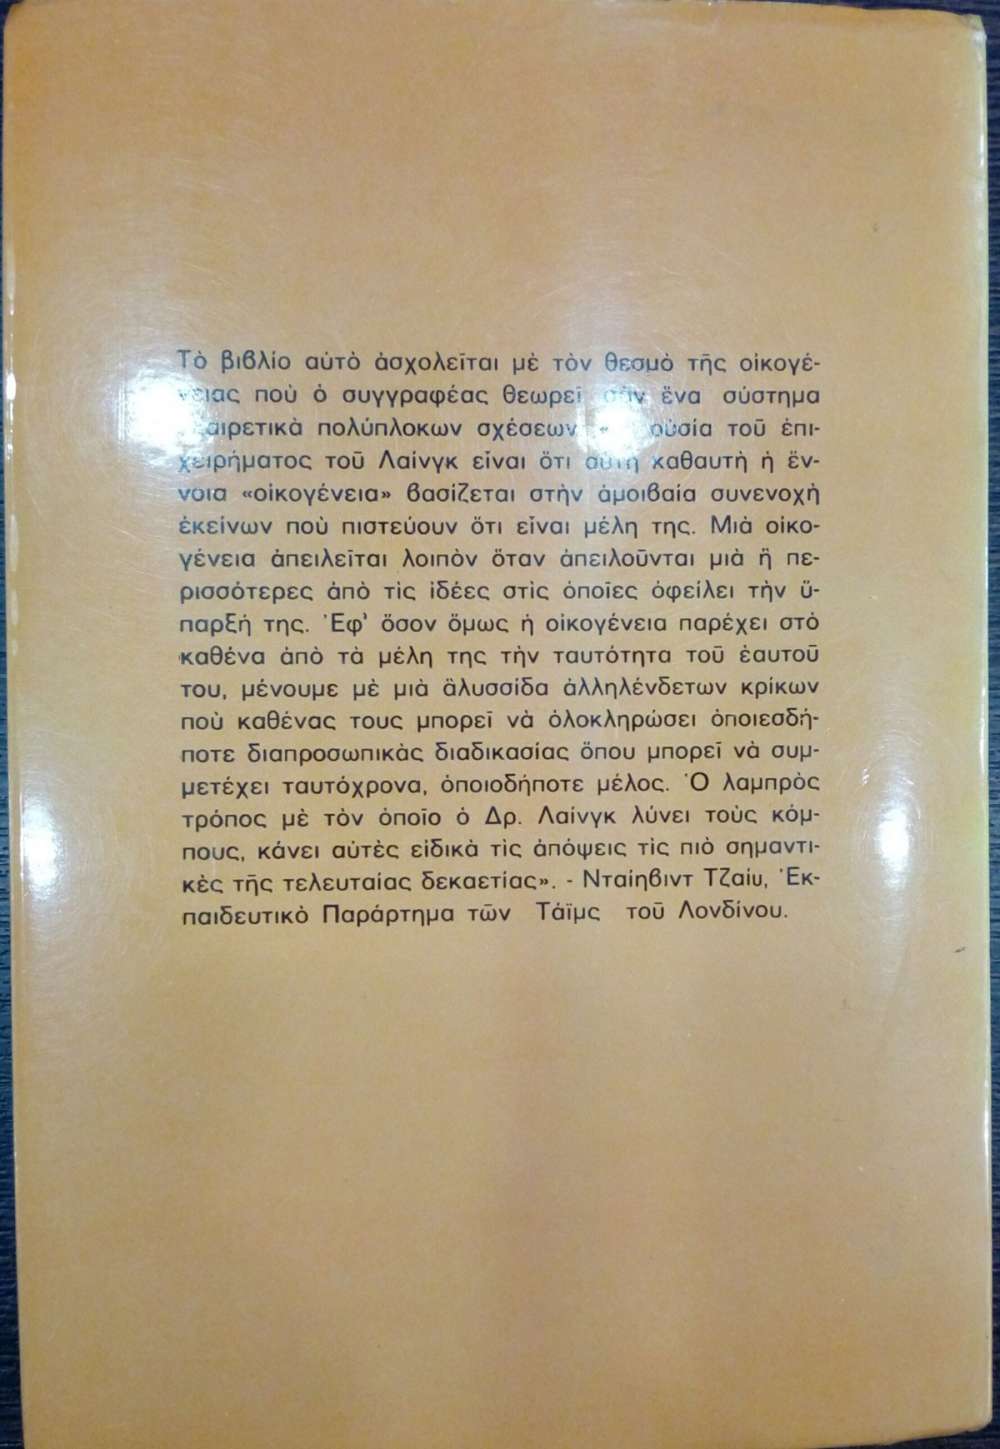 Τὸ βιβλίο αὐτὸ ἀσχολεῖται μὲ τὸν θεσμὸ τῆς οἰκογέ-
νειας ποὺ ὁ συγγραφέας θεωρεῖ σὰν ἕνα σύστημα
ἐξαιρετικὰ πολύπλοκων σχέσεων. « οὐσία τοῦ ἐπι-
χειρήματος τοῦ Λαίνγκ εἶναι ὅτι αὐτὴ καθαυτὴ ἡ ἔν-
νοια «οἰκογένεια» βασίζεται στὴν ἀμοιβαία συνενοχὴ
ἐκείνων ποὺ πιστεύουν ὅτι εἶναι μέλη της. Μιὰ οἰκο-
γένεια ἀπειλεῖται λοιπὸν ὅταν ἀπειλοῦνται μιὰ ἢ πε-
ρισσότερες ἀπὸ τὶς ἰδέες στὶς ὁποῖες ὀφείλει τὴν ὕ-
παρξή της. Ἐφ' ὅσον ὅμως ἡ οἰκογένεια παρέχει στὸ
καθένα ἀπὸ τὰ μέλη της τὴν ταυτότητα τοῦ ἑαυτοῦ
του, μένουμε μὲ μιὰ ἄλυσσίδα ἀλληλένδετων κρίκων
ποὺ καθένας τους μπορεῖ νὰ ὁλοκληρώσει ὁποιεσδή-
ποτε διαπροσωπικὰς διαδικασίας ὅπου μπορεῖ νὰ συμ-
μετέχει ταυτόχρονα, ὁποιοδήποτε μέλος. Ὁ λαμπρὸς
τρόπος μὲ τὸν ὁποῖο ὁ Δρ. Λαίνγκ λύνει τοὺς κόμ-
πους, κάνει αὐτὲς εἰδικὰ τὶς ἀπόψεις τὶς πιὸ σημαντι-
κὲς τῆς τελευταίας δεκαετίας». - Νταίηβιντ Τζαίυ, Ἐκ-
παιδευτικὸ Παράρτημα τῶν Τάϊμς τοῦ Λονδίνου.